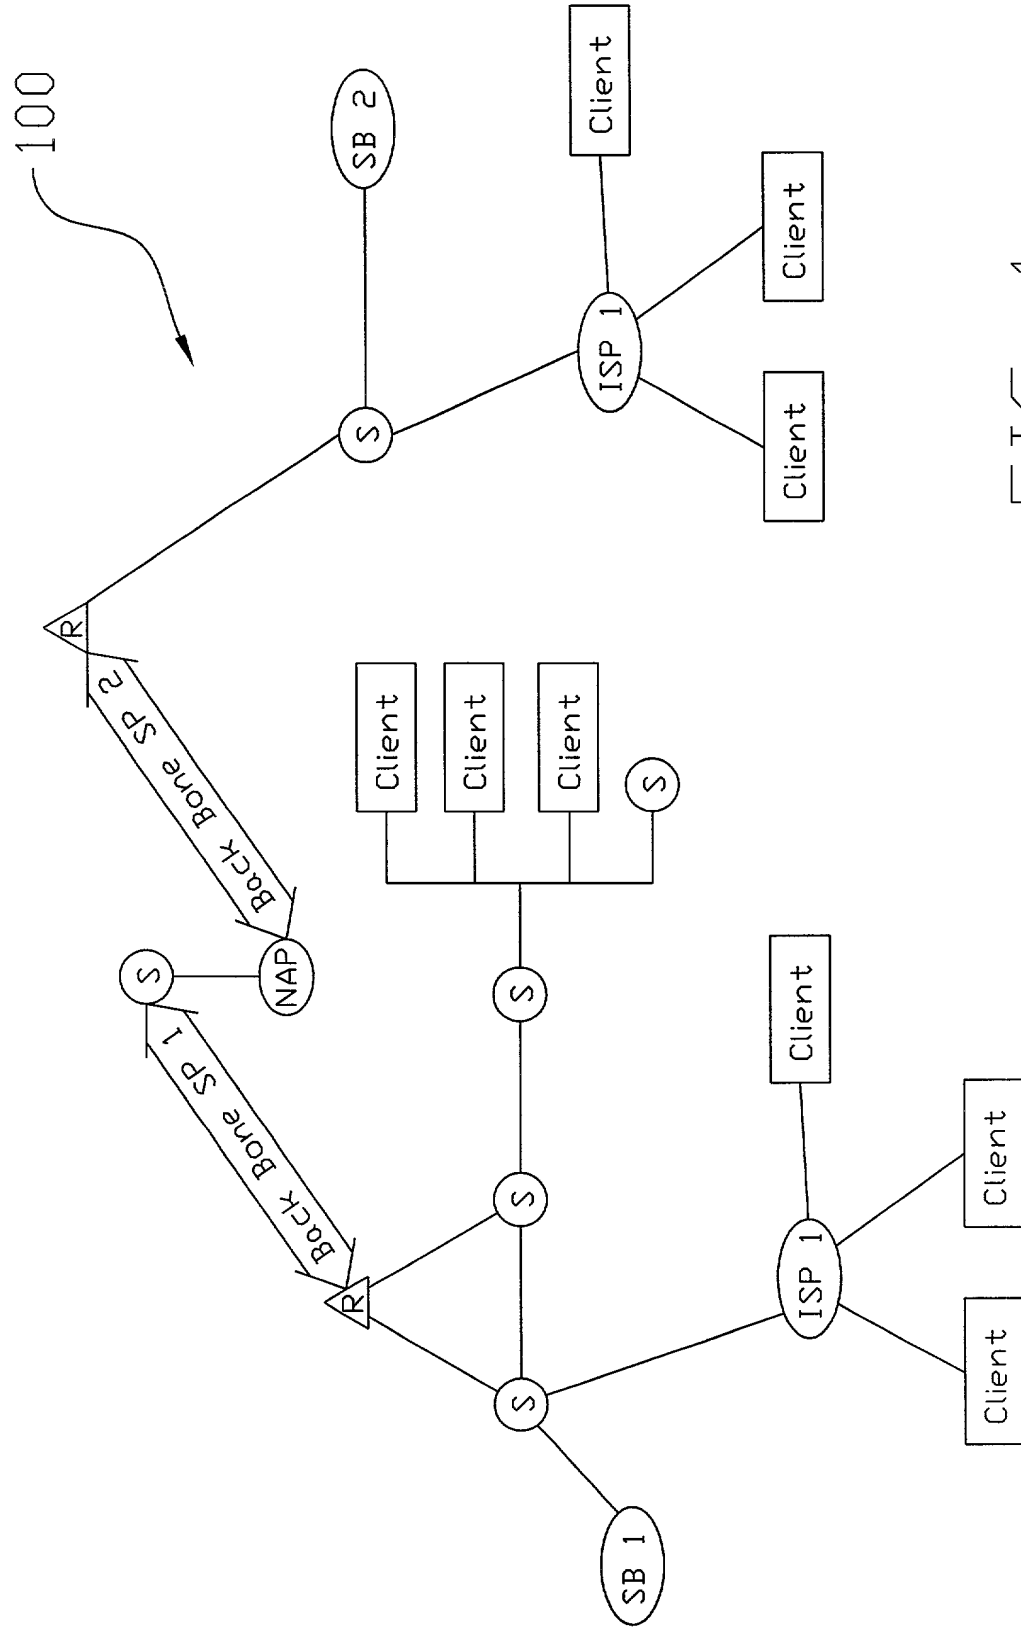 100
R
Back Bone SP 2
S
NAP
Back Bone SP 1
R
S
SB 2
S
ISP 1
Client
Client
Client
Client
Client
Client
S
S
S
S
SB 1
ISP 1
Client
Client
Client